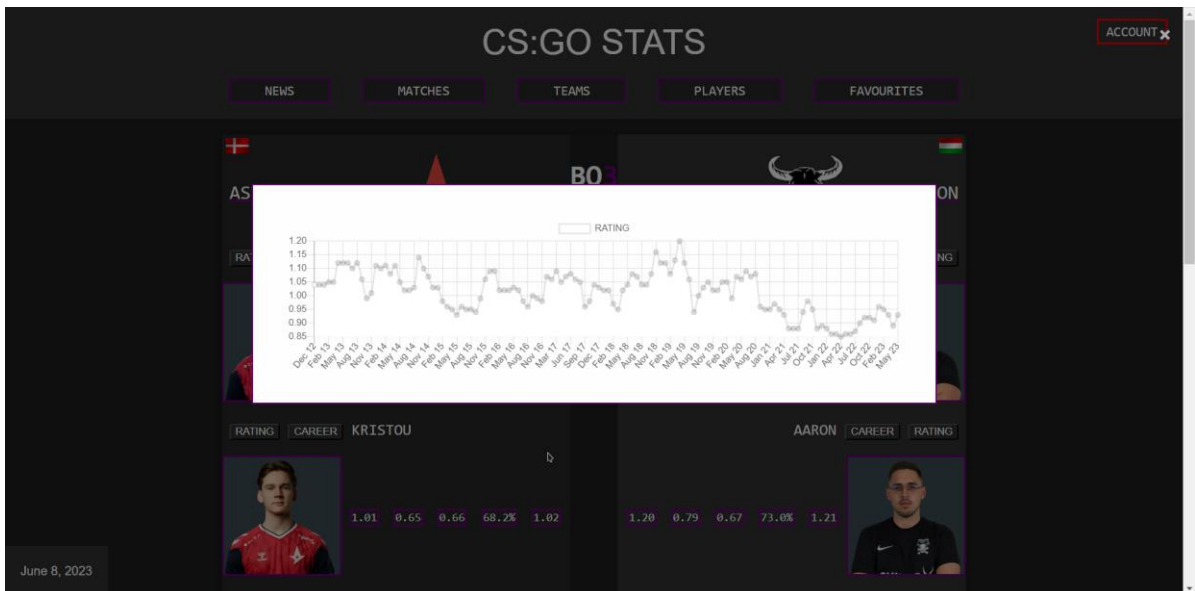 CS:GO STATS
ACCOUNT ×
NEWS MATCHES TEAMS PLAYERS FAVOURITES
BO3
AS
ON
RATING
RA
NG
1.20
1.15
1.10
1.05
1.00
0.95
0.90
0.85
Dec 12 Feb 13 May 13 Aug 13 Nov 13 Feb 14 May 14 Aug 14 Nov 14 Feb 15 May 15 Aug 15 Nov 15 Feb 16 May 16 Aug 16 Nov 16 Mar 17 Jun 17 Sep 17 Dec 17 Feb 18 May 18 Aug 18 Nov 18 Feb 19 May 19 Aug 19 Nov 19 Feb 20 May 20 Aug 20 Jan 21 Apr 21 Jul 21 Oct 21 Jan 22 Apr 22 Jul 22 Oct 22 Feb 23 May 23
RATING CAREER KRISTOU
AARON CAREER RATING
1.01 0.65 0.66 68.2% 1.02
1.20 0.79 0.67 73.0% 1.21
June 8, 2023